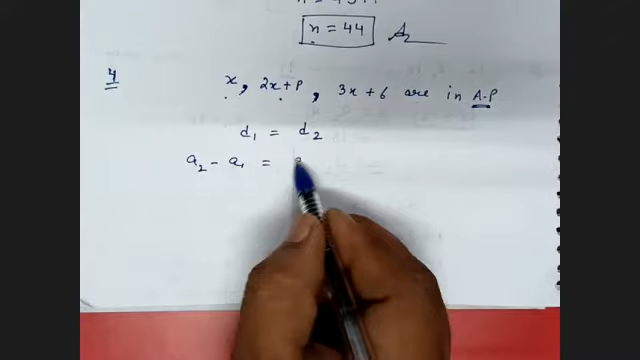 n = 44
4
x, 2x+p, 3x+6 are in A.P
d₁ = d₂
a₂ - a₁ =